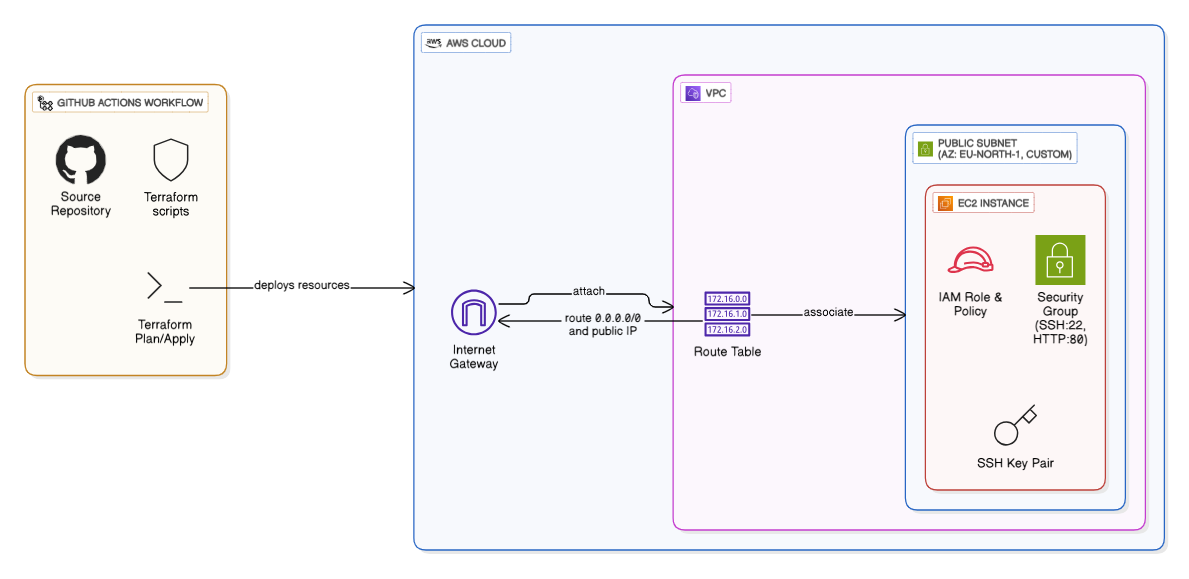 GITHUB ACTIONS WORKFLOW
Source
Repository
Terraform
scripts
Terraform
Plan/Apply
deploys resources
aws
AWS CLOUD
Internet
Gateway
attach
route 0.0.0.0/0
and public IP
VPC
172.16.0.0
172.16.1.0
172.16.2.0
Route Table
associate
PUBLIC SUBNET
(AZ: EU-NORTH-1, CUSTOM)
EC2 INSTANCE
IAM Role &
Policy
Security
Group
(SSH:22,
HTTP:80)
SSH Key Pair